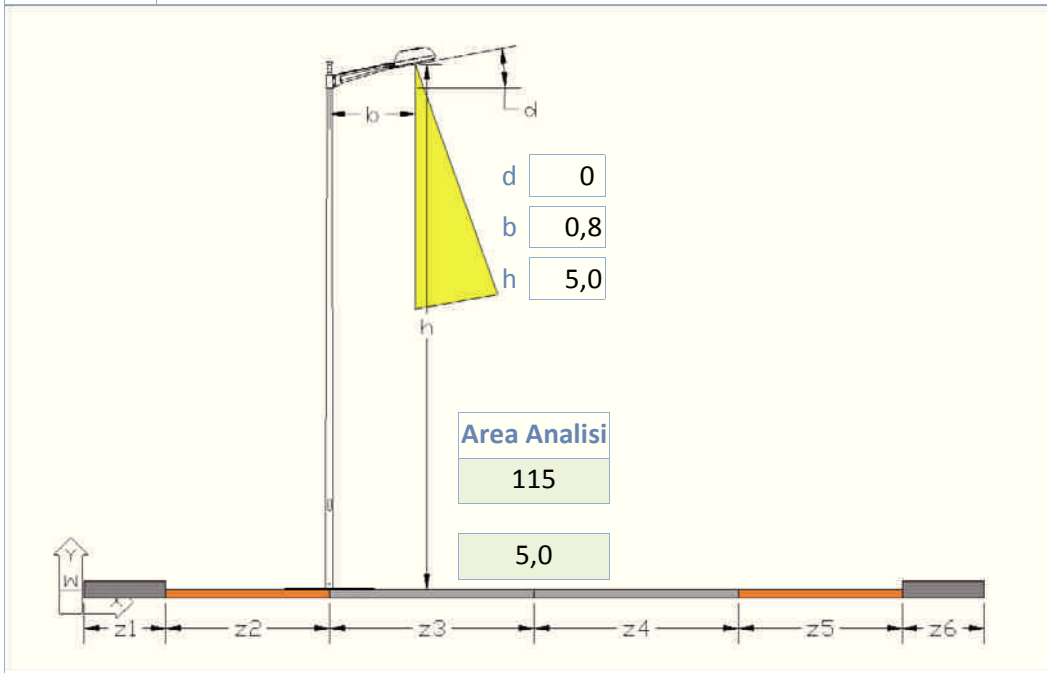 b
d
d 0
b 0,8
h 5,0
h
Area Analisi
115
5,0
Y
W
X
z1 z2 z3 z4 z5 z6